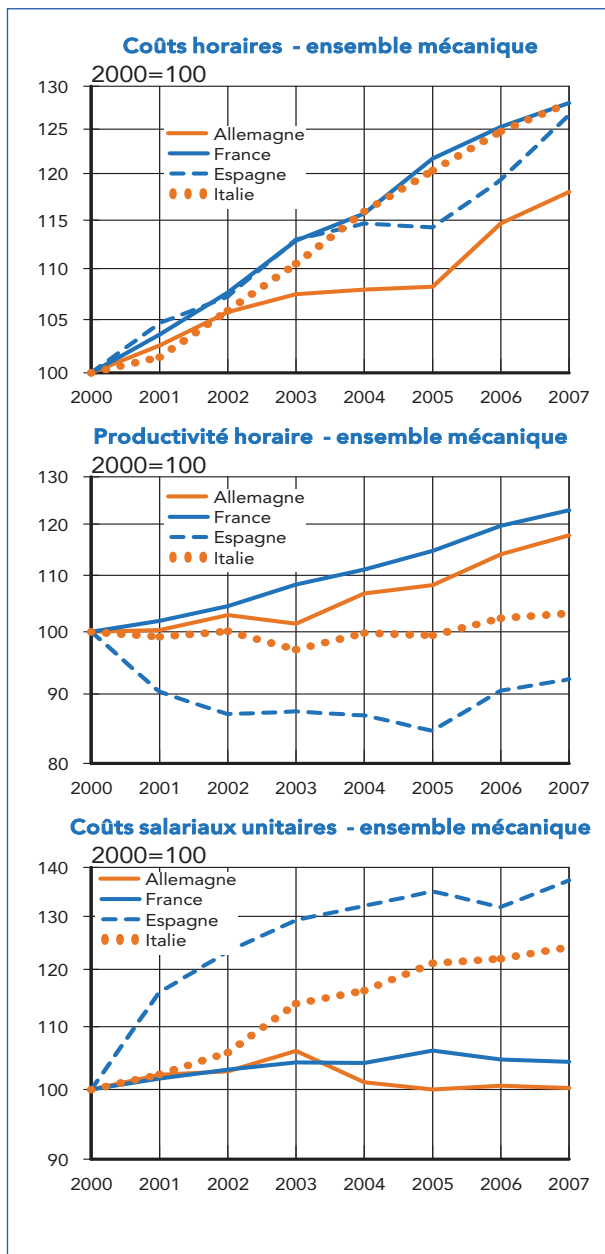 Coûts horaires - ensemble mécanique
2000=100
130
125
120
115
110
105
100
Allemagne
France
Espagne
Italie
2000 2001 2002 2003 2004 2005 2006 2007
Productivité horaire - ensemble mécanique
2000=100
130
120
110
100
90
80
Allemagne
France
Espagne
Italie
2000 2001 2002 2003 2004 2005 2006 2007
Coûts salariaux unitaires - ensemble mécanique
2000=100
140
130
120
110
100
90
Allemagne
France
Espagne
Italie
2000 2001 2002 2003 2004 2005 2006 2007